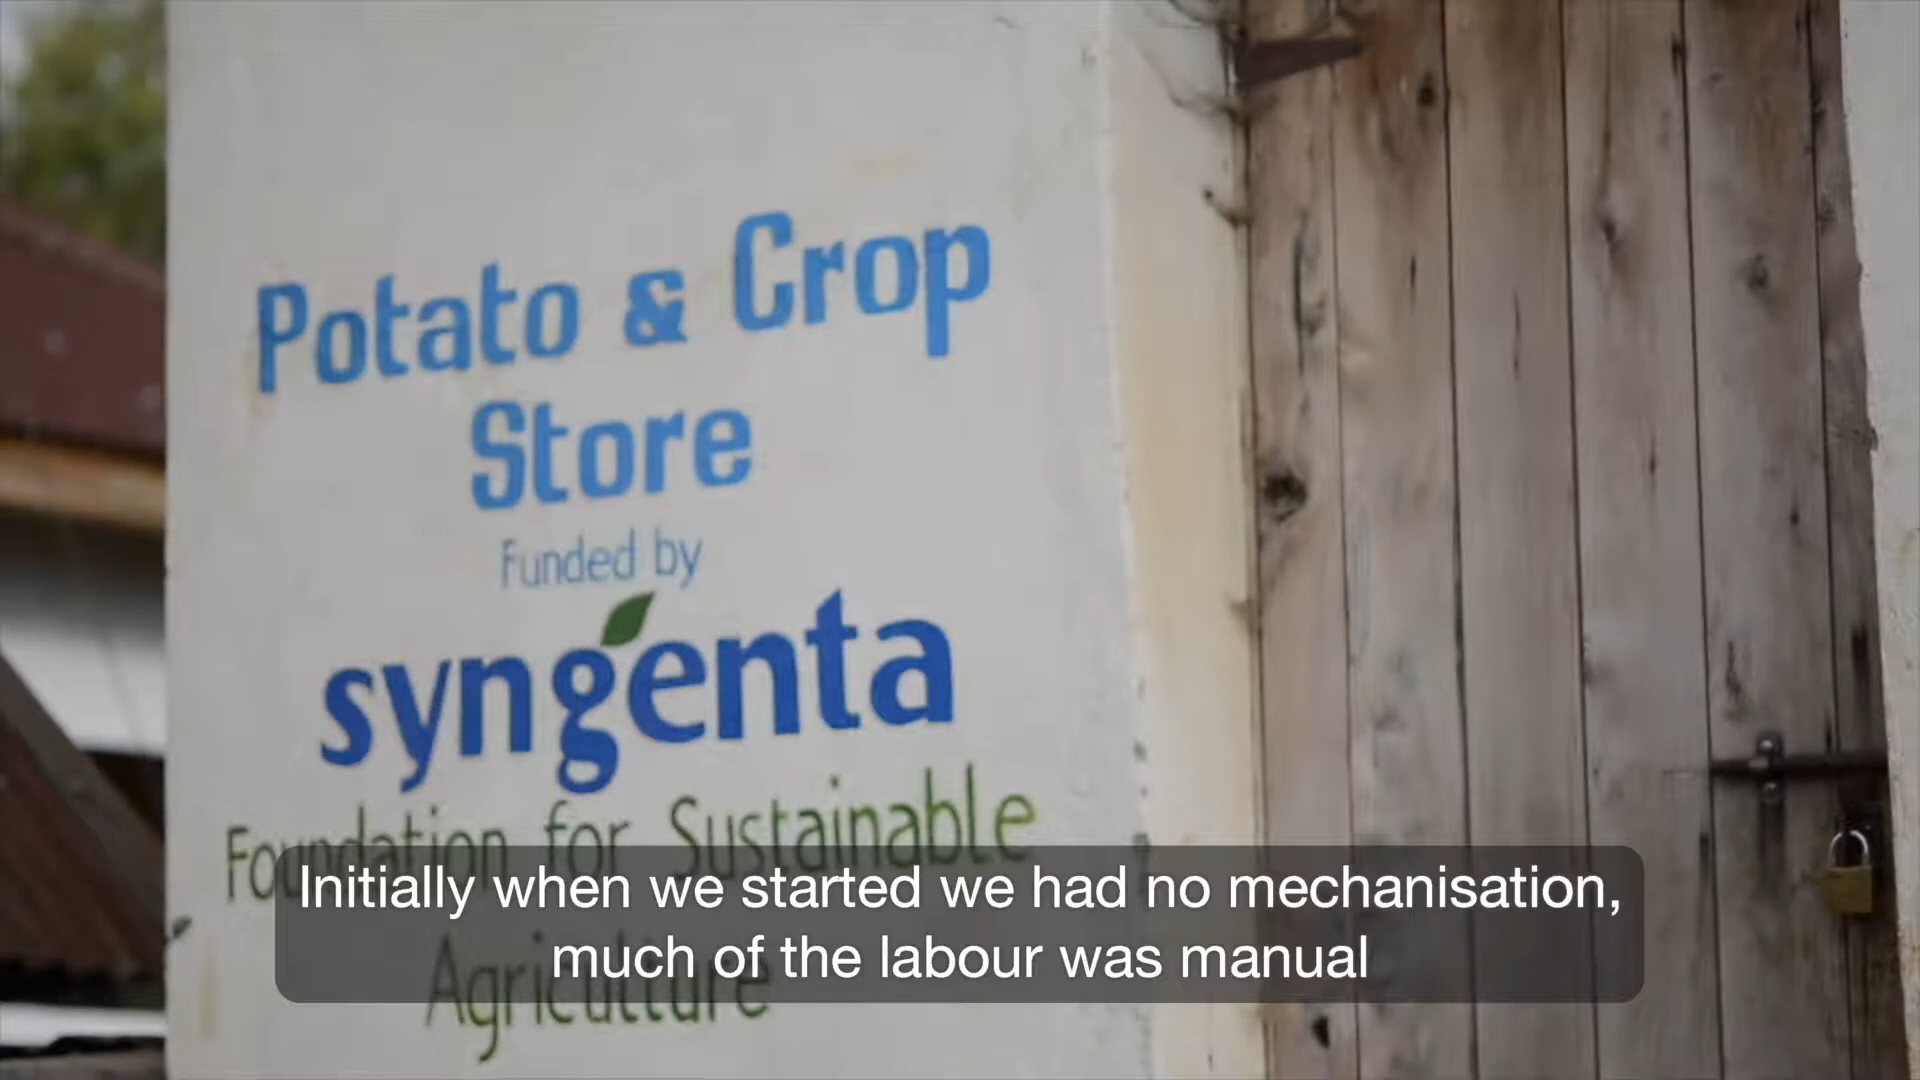 Potato & Crop
Store
Funded by
syngenta
Foundation for Sustainable
Agriculture
Initially when we started we had no mechanisation,
much of the labour was manual